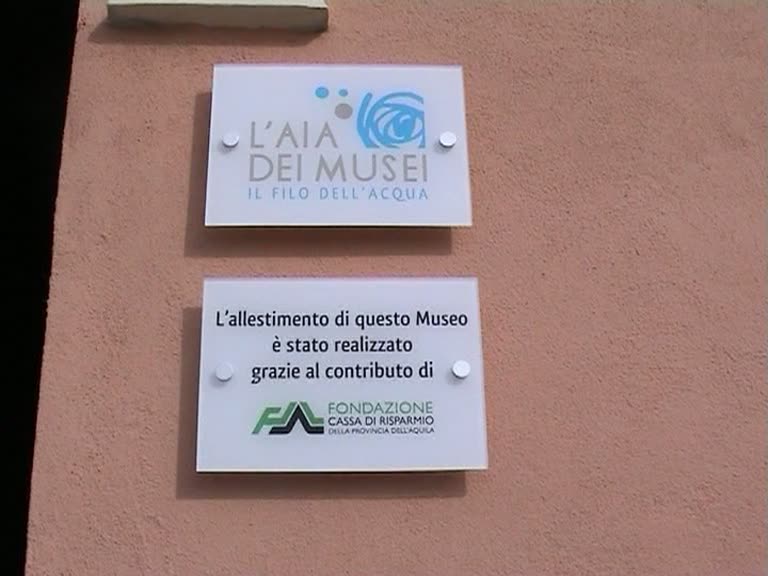 L'AIA
DEI MUSEI
IL FILO DELL'ACQUA
L'allestimento di questo Museo
è stato realizzato
grazie al contributo di
FONDAZIONE
CASSA DI RISPARMIO
DELLA PROVINCIA DELL'AQUILA